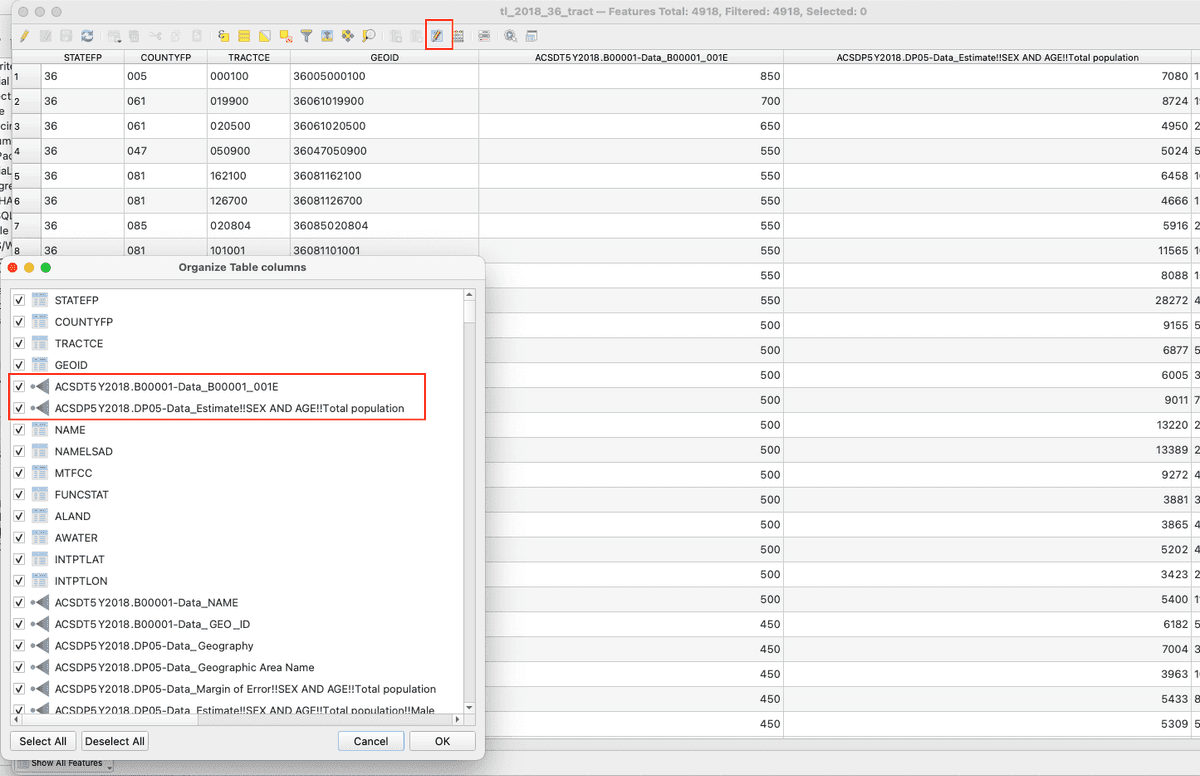 tl_2018_36_tract — Features Total: 4918, Filtered: 4918, Selected: 0
STATEFP COUNTYFP TRACTCE GEOID ACSDT5Y2018.B00001-Data_B00001_001E ACSDP5Y2018.DP05-Data_Estimate!!SEX AND AGE!!Total population
1 36 005 000100 36005000100 850 7080
2 36 061 019900 36061019900 700 8724
3 36 061 020500 36061020500 650 4950
4 36 047 050900 36047050900 550 5024
5 36 081 162100 36081162100 550 6458
6 36 081 126700 36081126700 550 4666
7 36 085 020804 36085020804 550 5916
8 36 081 101001 36081101001 550 11565
550 8088
550 28272
500 9155
500 6877
500 6005
500 9011
500 13220
500 13389
500 9272
500 3881
500 384
500 5202
500 3423
500 5400
450 6182
450 7004
450 3963
450 5433
450 5309
Organize Table columns
STATEFP
COUNTYFP
TRACTCE
GEOID
ACSDT5Y2018.B00001-Data_B00001_001E
ACSDP5Y2018.DP05-Data_Estimate!!SEX AND AGE!!Total population
NAME
NAMELSAD
MTFCC
FUNCSTAT
ALAND
AWATER
INTPTLAT
INTPTLON
ACSDT5Y2018.B00001-Data_NAME
ACSDT5Y2018.B00001-Data_GEO_ID
ACSDP5Y2018.DP05-Data_Geography
ACSDP5Y2018.DP05-Data_Geographic Area Name
ACSDP5Y2018.DP05-Data_Margin of Error!!SEX AND AGE!!Total population
ACSDP5Y2018.DP05-Data_Estimate!!SEX AND AGE!!Total population!!Male
Select All Deselect All Cancel OK
Show All Features